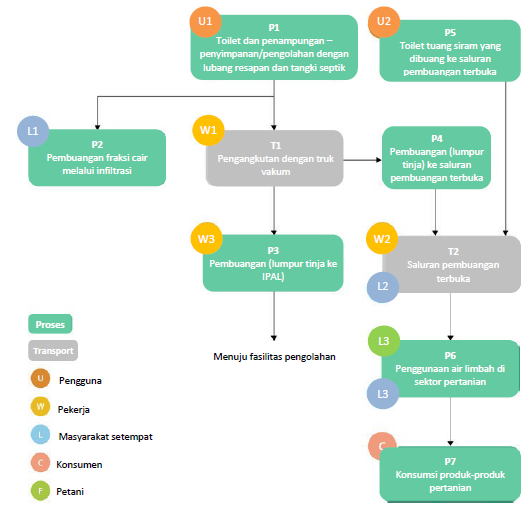 U1
P1
Toilet dan penampungan –
penyimpanan/pengolahan dengan
lubang resapan dan tangki septik
U2
P5
Toilet tuang siram yang
dibuang ke saluran
pembuangan terbuka
L1
P2
Pembuangan fraksi cair
melalui infiltrasi
W1
T1
Pengangkutan dengan truk
vakum
P4
Pembuangan (lumpur
tinja) ke saluran
pembuangan terbuka
W3
P3
Pembuangan (lumpur tinja ke
IPAL)
W2
T2
Saluran pembuangan
terbuka
L2
Menuju fasilitas pengolahan
L3
P6
Penggunaan air limbah di
sektor pertanian
L3
C
P7
Konsumsi produk-produk
pertanian
Proses
Transport
U Pengguna
W Pekerja
L Masyarakat setempat
C Konsumen
F Petani